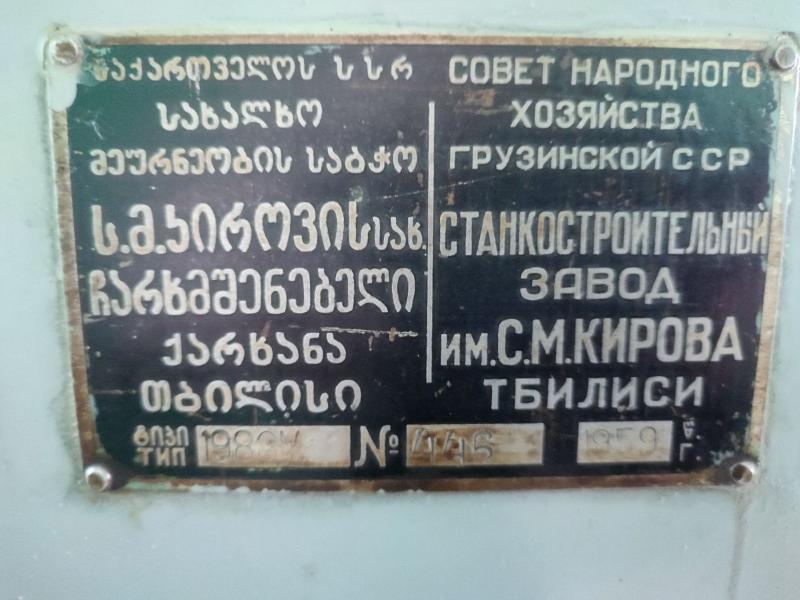 საქართველოს ს ს რ
სახალხო
მეურნეობის საბჭო
ს.მ.კიროვის სახ.
ჩარხმშენებელი
ქარხანა
თბილისი
СОВЕТ НАРОДНОГО
ХОЗЯЙСТВА
ГРУЗИНСКОЙ ССР
СТАНКОСТРОИТЕЛЬНЫЙ
ЗАВОД
ИМ. С.М.КИРОВА
ТБИЛИСИ
ტიპი
ТИП № 446 1959 Г.